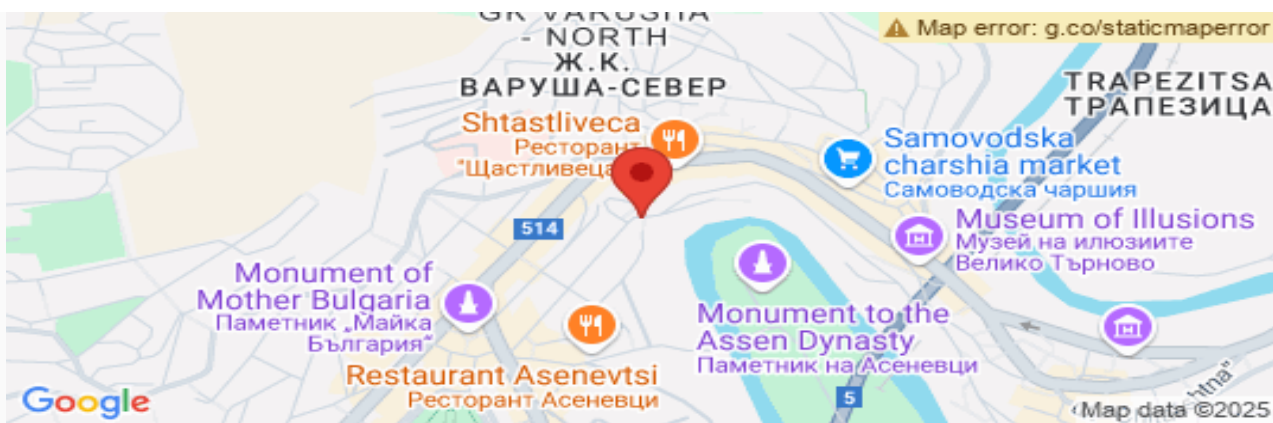 GK VARUSHA
- NORTH
Ж.К.
ВАРУША-СЕВЕР
Map error: g.co/staticmaperror
TRAPEZITSA
ТРАПЕЗИЦА
Shtastliveca
Ресторант
"Щастливеца
Samovodska
charshia market
Самоводска чаршия
514
Museum of Illusions
Музей на илюзиите
Велико Търново
Monument of
Mother Bulgaria
Паметник „Майка
България"
Monument to the
Assen Dynasty
Паметник на Асеневци
Restaurant Asenevtsi
Ресторант Асеневци
5
Google
Map data ©2025